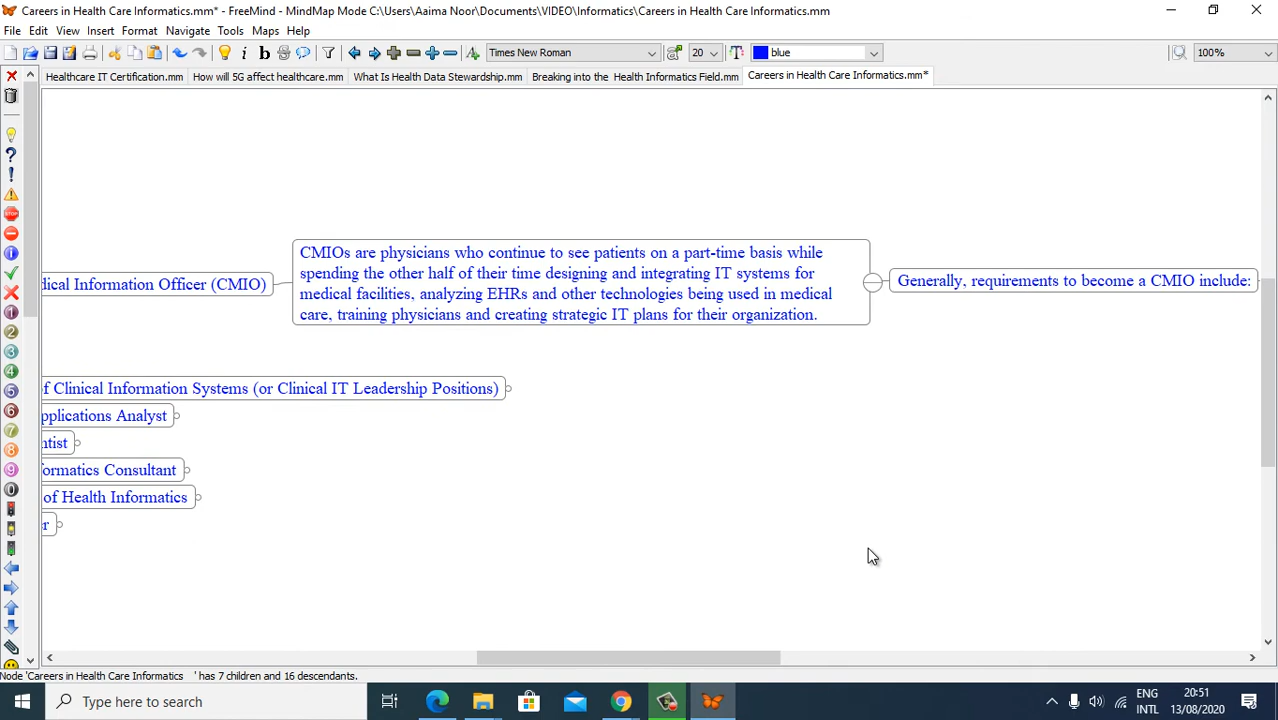 Careers in Health Care Informatics.mm* - FreeMind - MindMap Mode C:\Users\Aaina Noor\Documents\VIDEO\Informatics\Careers in Health Care Informatics.mm)
File Edit View Insert Format Navigate Tools Maps Help
Times New Roman 20 blue 100%
Healthcare IT Certification.mm How will 5G affect healthcare.mm What Is Health Data Stewardship.mm Breaking into the Health Informatics Field.mm Careers in Health Care Informatics.mm*
dical Information Officer (CMIO)
CMIOs are physicians who continue to see patients on a part-time basis while
spending the other half of their time designing and integrating IT systems for
medical facilities, analyzing EHRs and other technologies being used in medical
care, training physicians and creating strategic IT plans for their organization.
Generally, requirements to become a CMIO include:
of Clinical Information Systems (or Clinical IT Leadership Positions)
pplications Analyst
ntist
formatics Consultant
of Health Informatics
er
Node 'Careers in Health Care Informatics ' has 7 children and 16 descendants.
Type here to search
ENG
INTL
20:51
13/08/2020